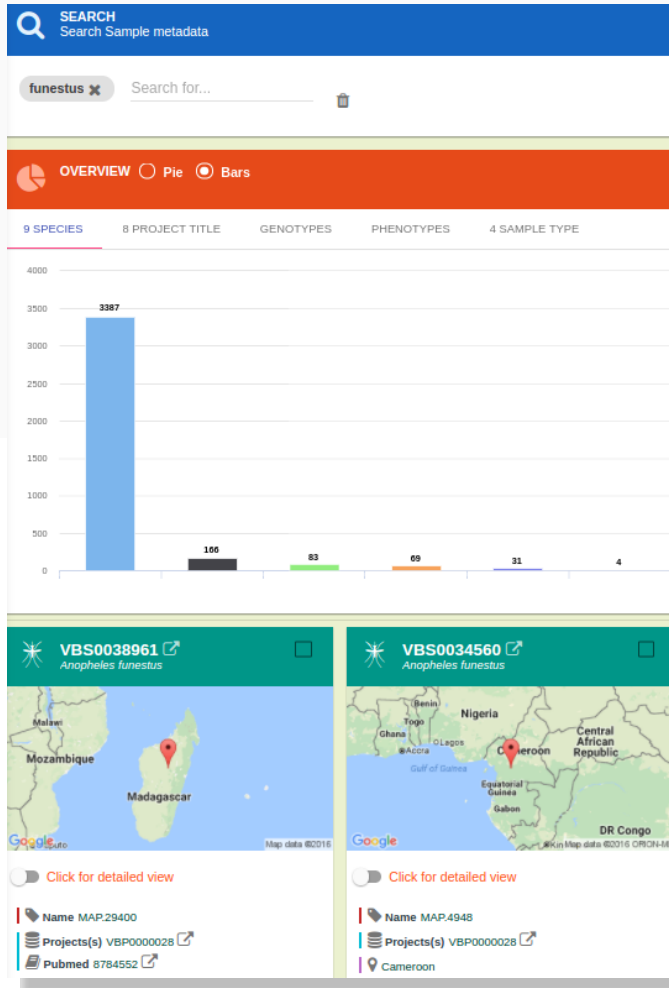 SEARCH
Search Sample metadata
funestus Search for...
OVERVIEW Pie Bars
9 SPECIES 8 PROJECT TITLE GENOTYPES PHENOTYPES 4 SAMPLE TYPE
4000
3500
3387
3000
2500
2000
1500
1000
500
166 83 69 31 4
0
VBS0038961
Anopheles funestus
Malawi
Mozambique
Madagascar
Google
Map data ©2016
Click for detailed view
Name MAP.29400
Projects(s) VBP0000028
Pubmed 8784552
VBS0034560
Anopheles funestus
Benin
Nigeria
Togo
Ghana
Lagos
Accra
Central
African
Republic
Gulf of Guinea
Equatorial
Guinea
Gabon
DR Congo
Google
Map data ©2016 ORION-M
Click for detailed view
Name MAP.4948
Projects(s) VBP0000028
Cameroon